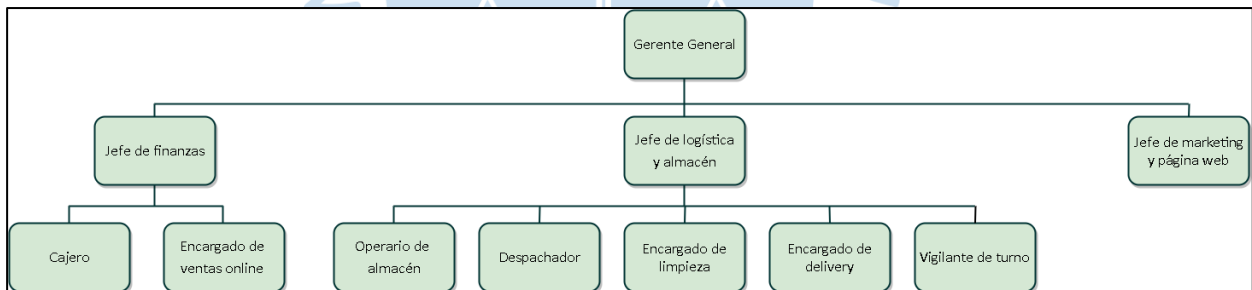 Gerente General
Jefe de finanzas
Jefe de logística
y almacén
Jefe de marketing
y página web
Cajero
Encargado de
ventas online
Operario de
almacén
Despachador
Encargado de
limpieza
Encargado de
delivery
Vigilante de turno